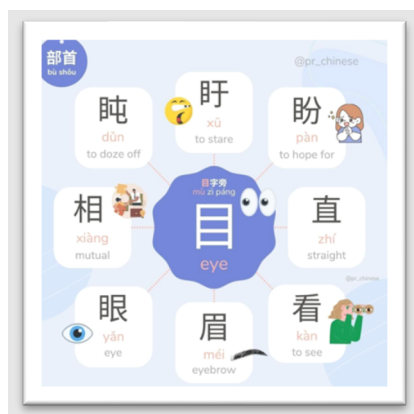 部首
bù shǒu
@pr_chinese
盹
dǔn
to doze off
盱
xū
to stare
盼
pàn
to hope for
相
xiàng
mutual
目字旁
mù zì páng
目
eye
直
zhí
straight
@pr_chinese
眼
yǎn
eye
眉
méi
eyebrow
看
kàn
to see